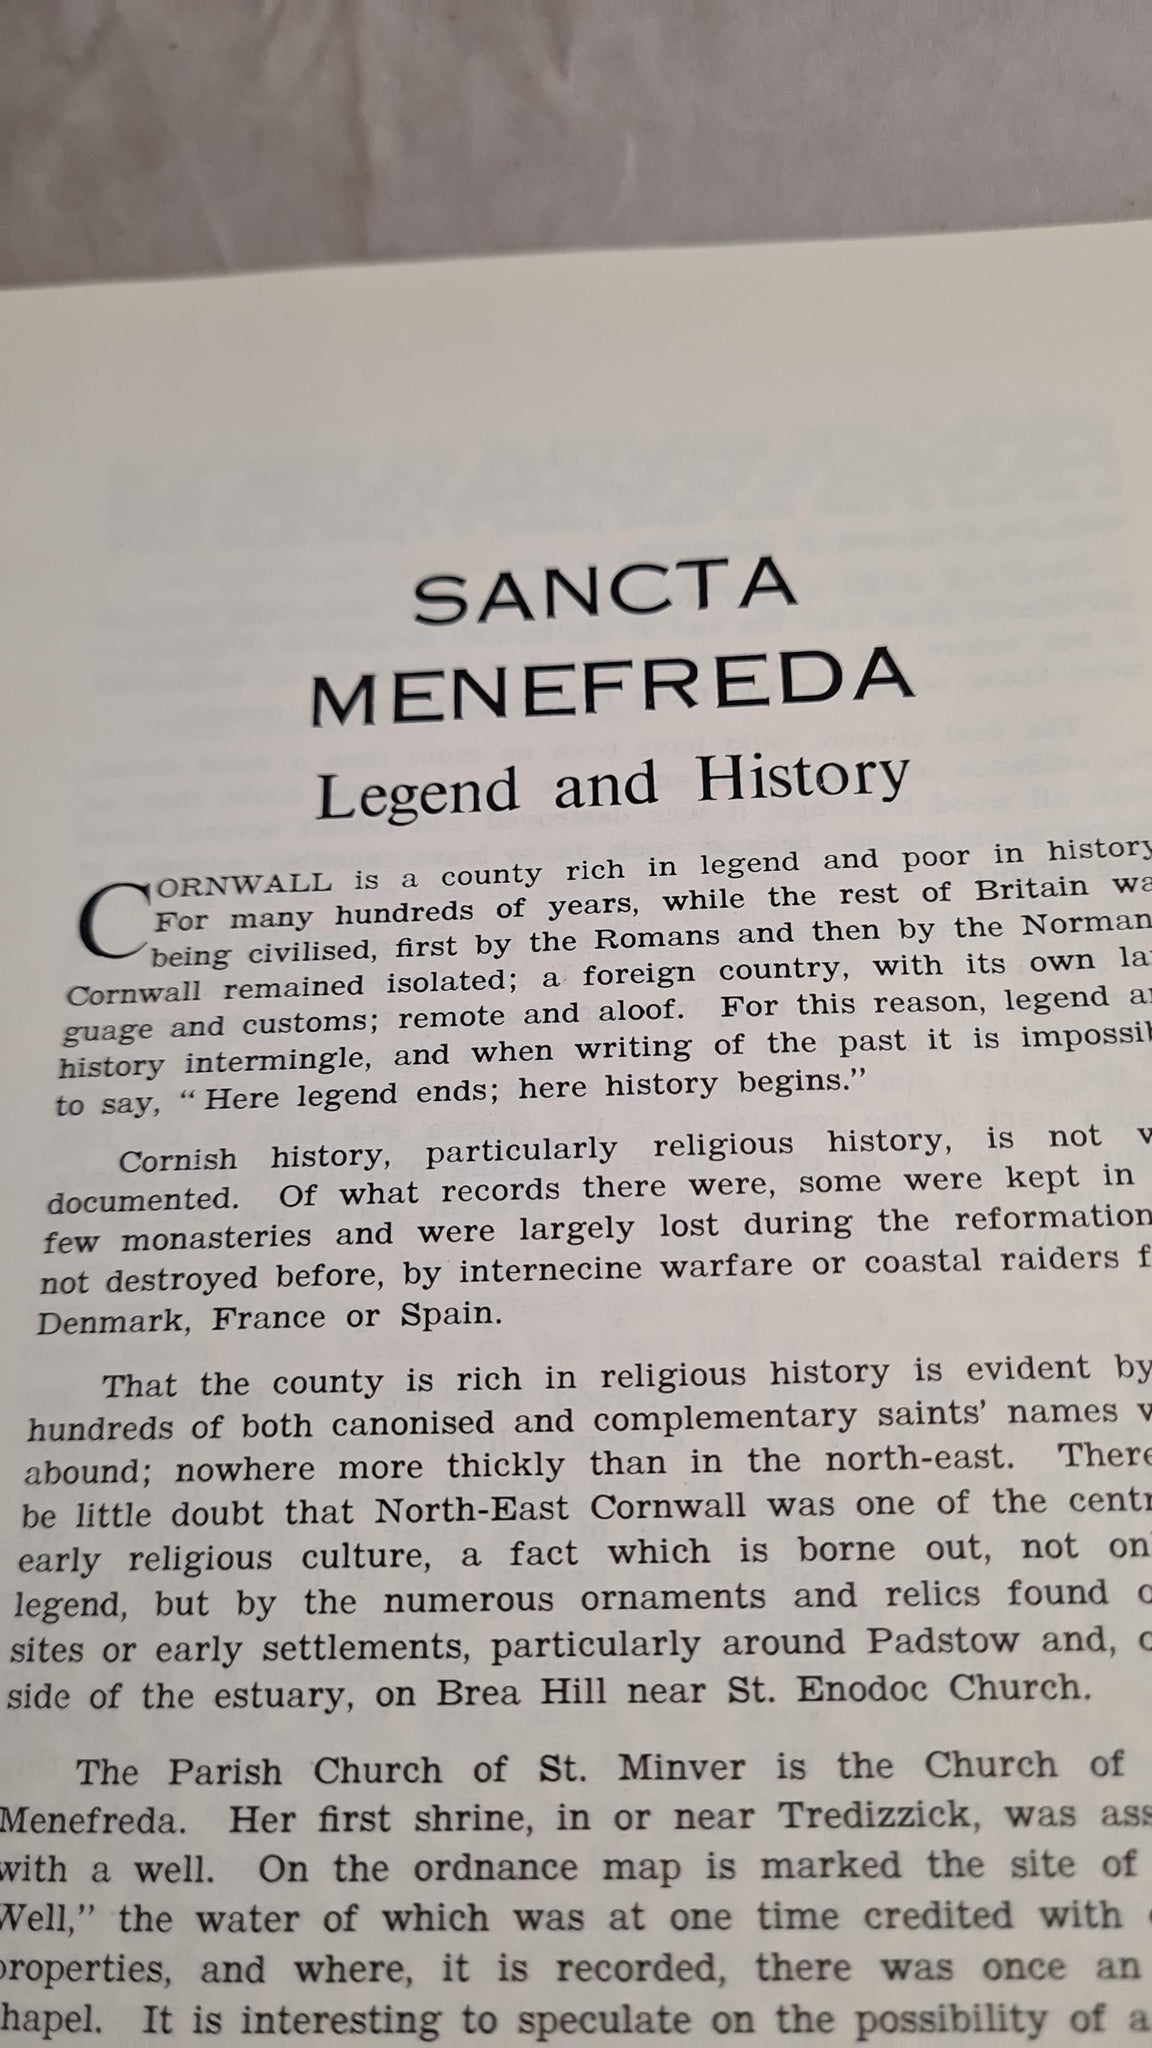 SANCTA
MENEFREDA
Legend and History
CORNWALL is a county rich in legend and poor in history
For many hundreds of years, while the rest of Britain wa
being civilised, first by the Romans and then by the Norman
Cornwall remained isolated; a foreign country, with its own la
guage and customs; remote and aloof. For this reason, legend a
history intermingle, and when writing of the past it is impossib
to say, “Here legend ends; here history begins.”
Cornish history, particularly religious history, is not
documented. Of what records there were, some were kept in
few monasteries and were largely lost during the reformation
not destroyed before, by internecine warfare or coastal raiders f
Denmark, France or Spain.
That the county is rich in religious history is evident by
hundreds of both canonised and complementary saints’ names
abound; nowhere more thickly than in the north-east. There
be little doubt that North-East Cornwall was one of the centr
early religious culture, a fact which is borne out, not on
legend, but by the numerous ornaments and relics found
sites or early settlements, particularly around Padstow and,
side of the estuary, on Brea Hill near St. Enodoc Church.
The Parish Church of St. Minver is the Church of
Menefreda. Her first shrine, in or near Tredizzick, was ass
with a well. On the ordnance map is marked the site of
Well,” the water of which was at one time credited with
roperties, and where, it is recorded, there was once an
hapel. It is interesting to speculate on the possibility of a